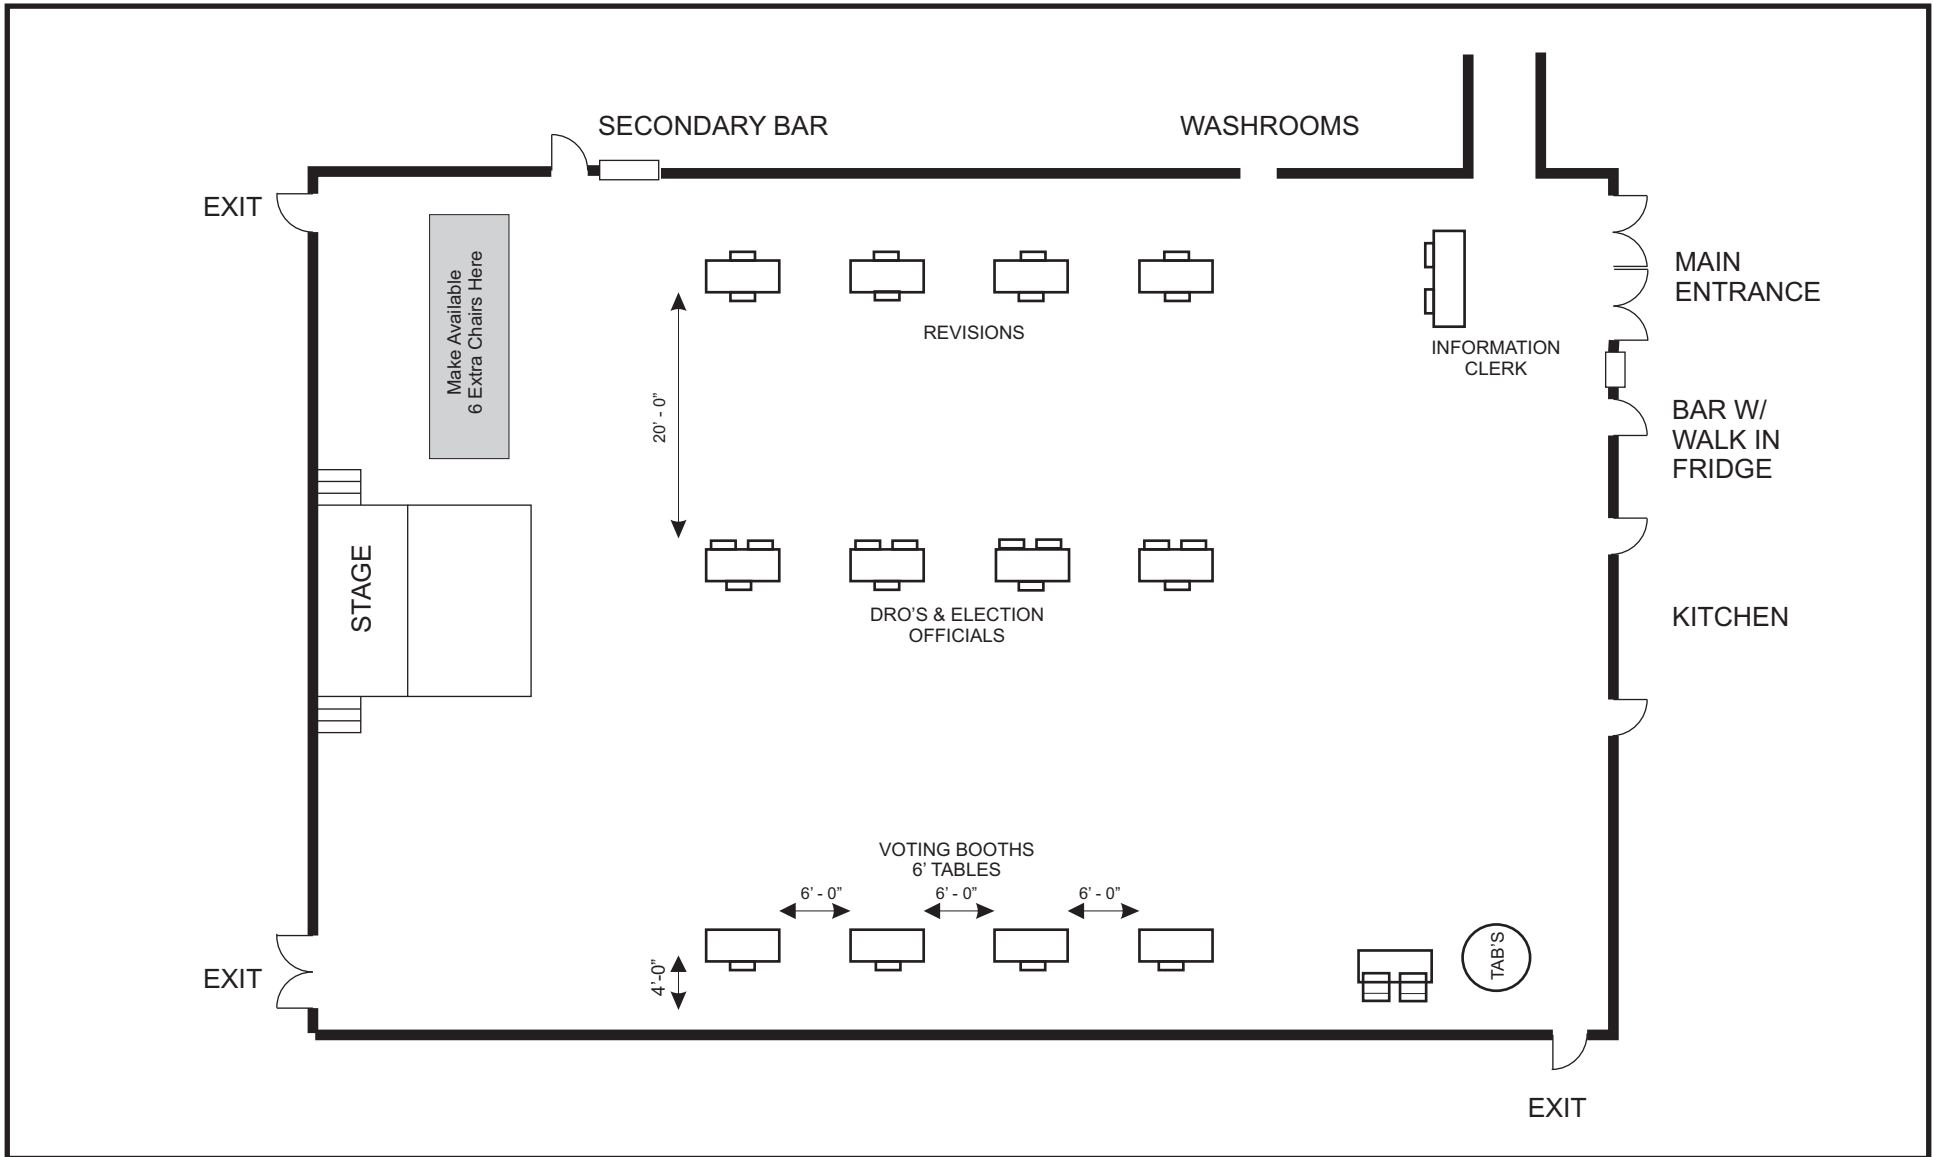 SECONDARY BAR
WASHROOMS
EXIT
Make Available
6 Extra Chairs Here
MAIN
ENTRANCE
REVISIONS
INFORMATION
CLERK
20' - 0”
BAR W/
WALK IN
FRIDGE
STAGE
DRO'S & ELECTION
OFFICIALS
KITCHEN
VOTING BOOTHS
6' TABLES
6' - 0”
6' - 0”
6' - 0”
4'-0”
TAB'S
EXIT
EXIT